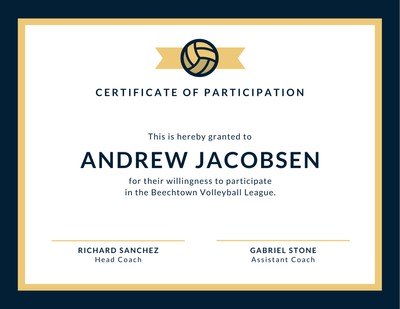 CERTIFICATE OF PARTICIPATION
This is hereby granted to
ANDREW JACOBSEN
for their willingness to participate
in the Beechtown Volleyball League.
RICHARD SANCHEZ
Head Coach
GABRIEL STONE
Assistant Coach